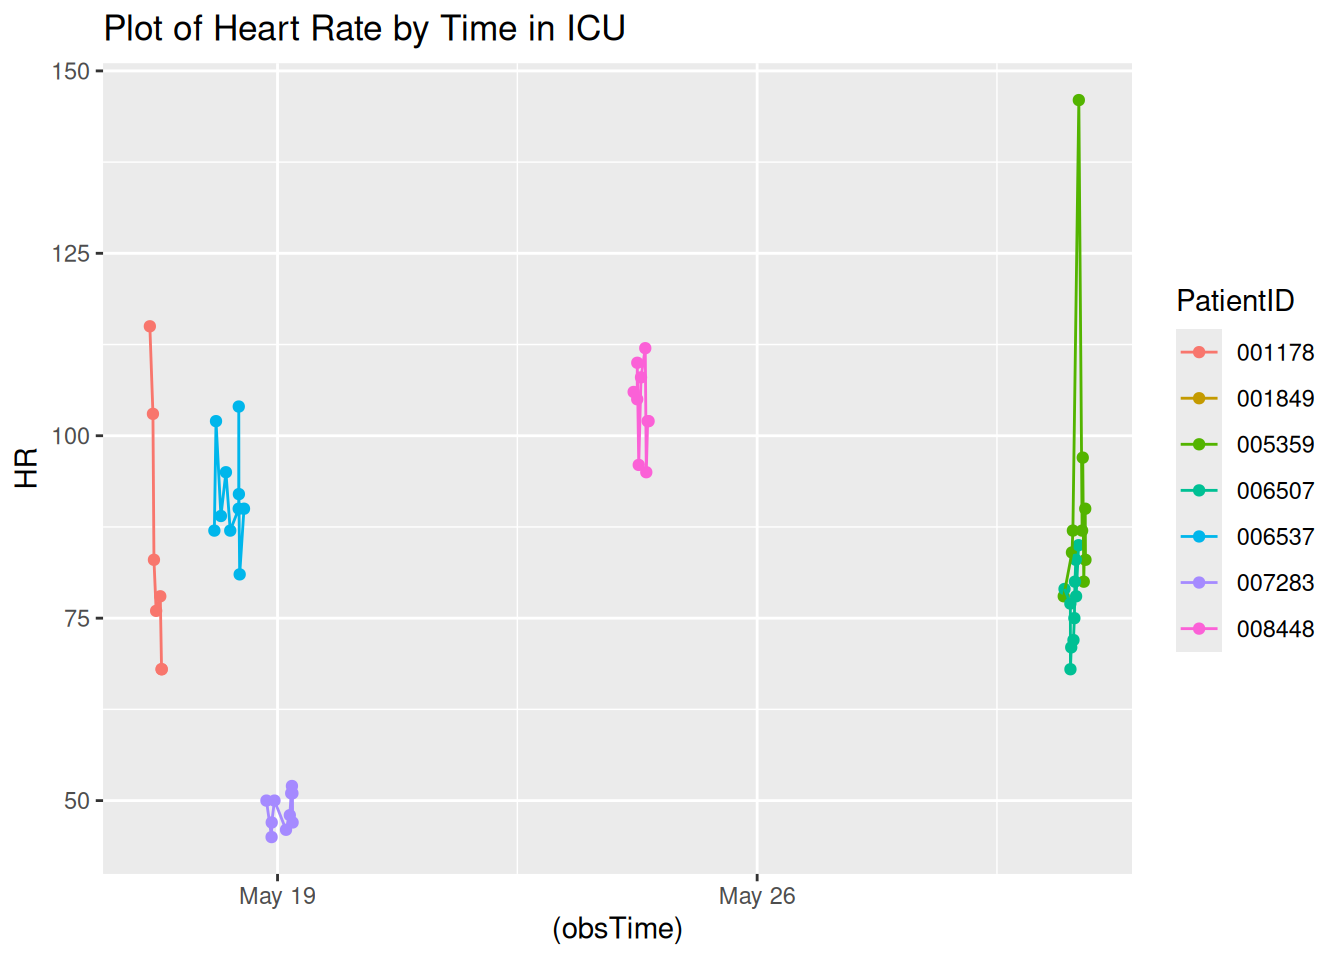 Plot of Heart Rate by Time in ICU
150
125
100
75
50
HR
May 19
May 26
(obsTime)
PatientID
001178
001849
005359
006507
006537
007283
008448